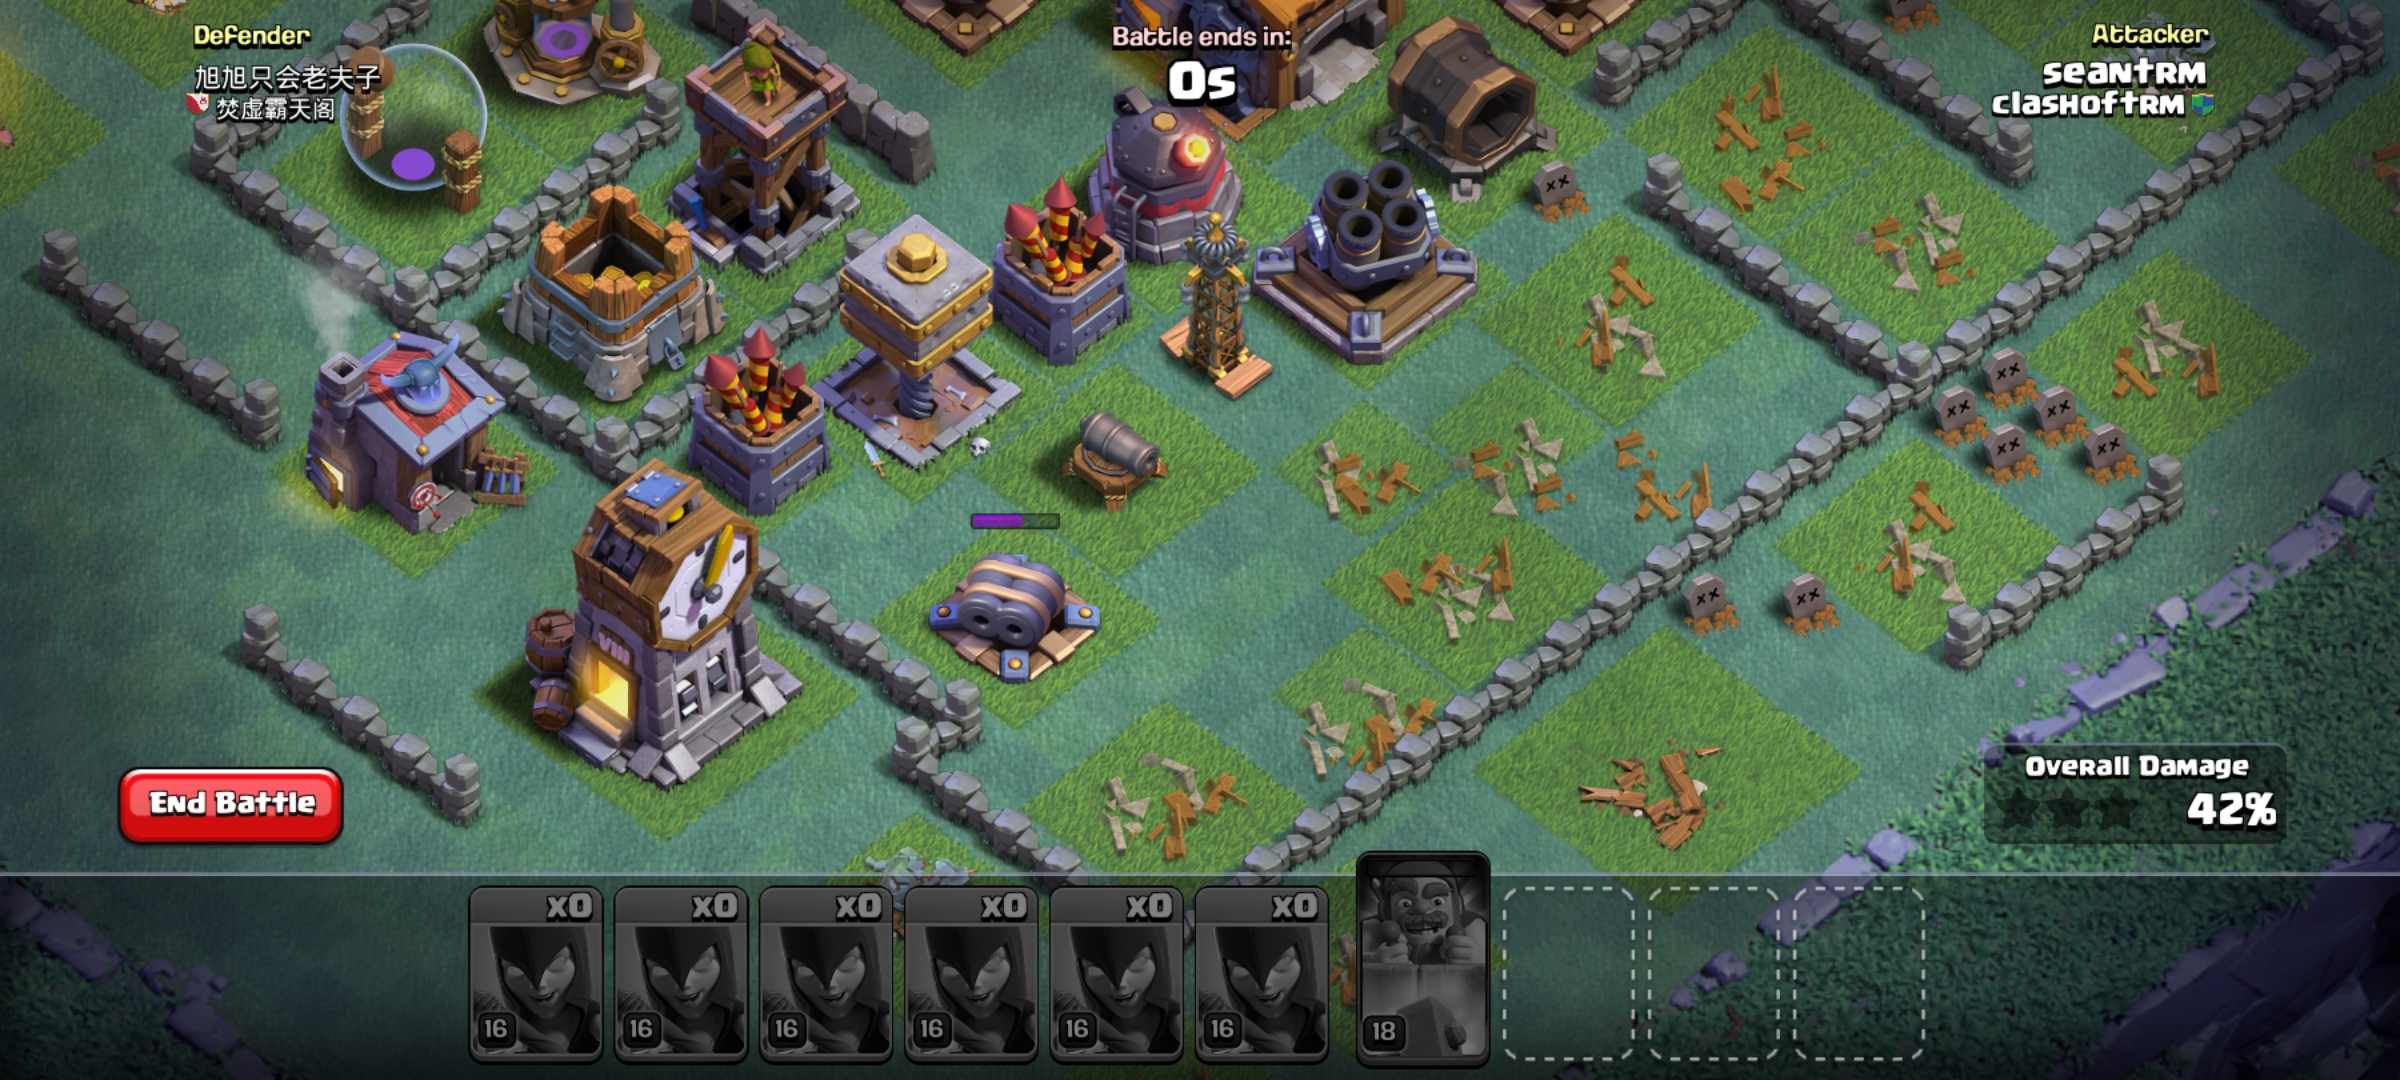 Defender
旭旭只会老夫子
焚虚霸天阁
Battle ends in:
0s
Attacker
seantRM
clashoftRM
VIII
End Battle
Overall Damage
42%
x0 x0 x0 x0 x0 x0
16 16 16 16 16 16 18